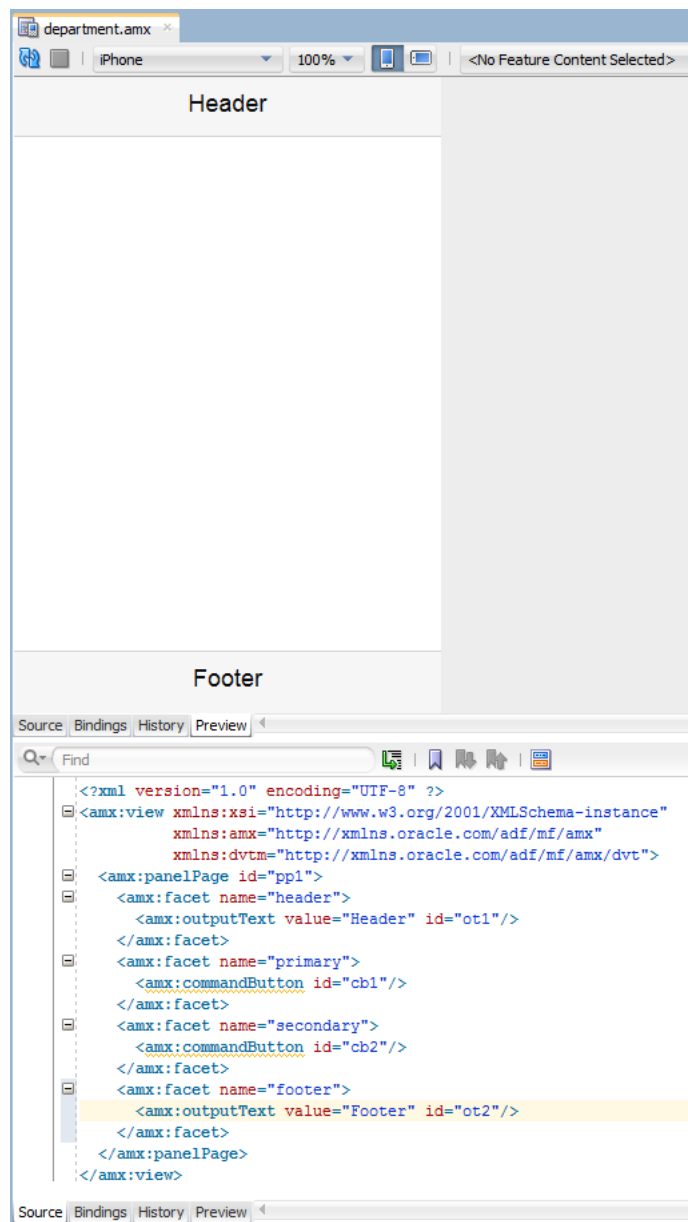 department.amx
iPhone 100% <No Feature Content Selected>
Header
Footer
Source Bindings History Preview
Find
<?xml version="1.0" encoding="UTF-8" ?>
<amx:view xmlns:xsi="http://www.w3.org/2001/XMLSchema-instance"
xmlns:amx="http://xmlns.oracle.com/adf/mf/amx"
xmlns:dvtm="http://xmlns.oracle.com/adf/mf/amx/dvt">
<amx:panelPage id="pp1">
<amx:facet name="header">
<amx:outputText value="Header" id="ot1"/>
</amx:facet>
<amx:facet name="primary">
<amx:commandButton id="cb1"/>
</amx:facet>
<amx:facet name="secondary">
<amx:commandButton id="cb2"/>
</amx:facet>
<amx:facet name="footer">
<amx:outputText value="Footer" id="ot2"/>
</amx:facet>
</amx:panelPage>
</amx:view>
Source Bindings History Preview